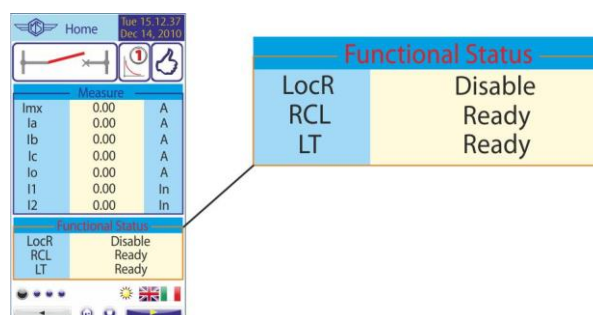 Home
Tue 15.12.37
Dec 14, 2010
1
Measure
Imx 0.00 A
Ia 0.00 A
Ib 0.00 A
Ic 0.00 A
Io 0.00 A
I1 0.00 In
I2 0.00 In
Functional Status
LocR Disable
RCL Ready
LT Ready
Functional Status
LocR Disable
RCL Ready
LT Ready